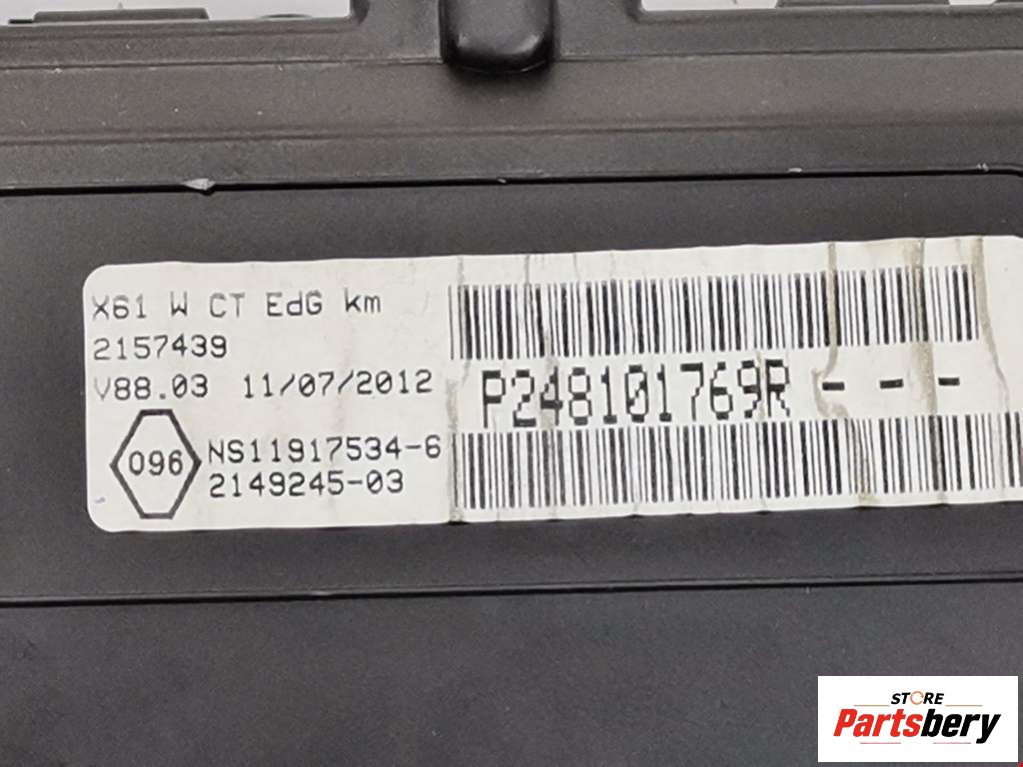 X61 W CT EdG km
2157439
V88.03 11/07/2012
096
NS11917534-6
2149245-03
P248101769R - - -
STORE
Partsbery